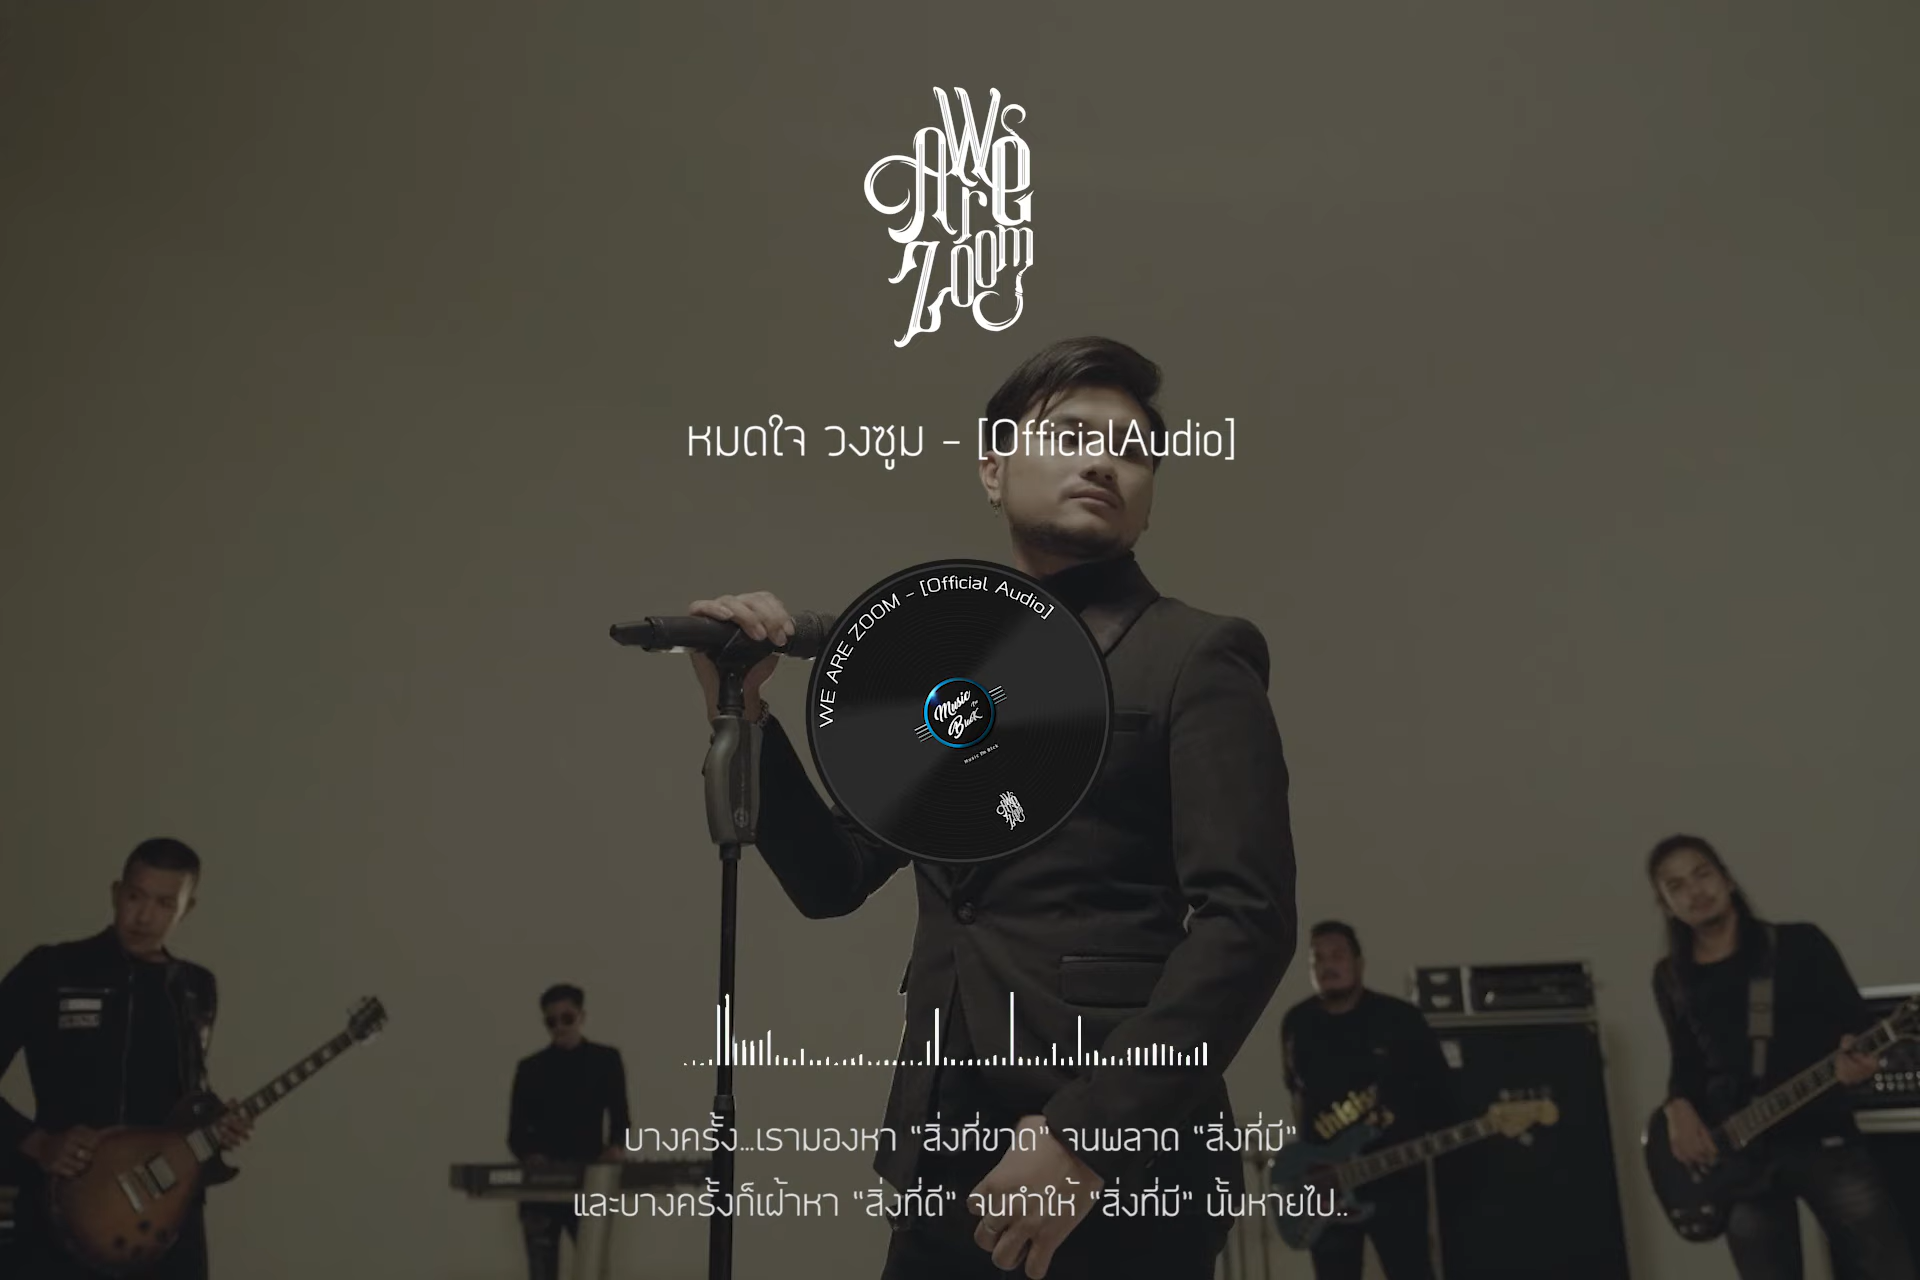 We
Are
Zoom
หมดใจ วงซูม - [OfficialAudio]
WE ARE ZOOM - [Official Audio]
Music
BlacK
บางครั้ง...เรามองหา "สิ่งที่ขาด" จนพลาด "สิ่งที่มี"
และบางครั้งก็เฝ้าหา "สิ่งที่ดี" จนทำให้ "สิ่งที่มี" นั้นหายไป..
KORG